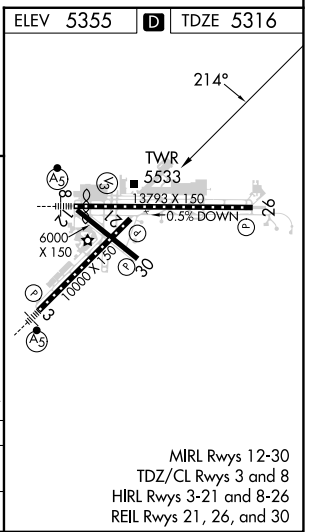 ELEV 5355 D TDZE 5316
214°
TWR
5533
A5
V3
8
13793 X 150
26
0.5% DOWN
P
12
21
6000
X 150
P
P
30
10000 X 150
P
3
A5
MIRL Rwys 12-30
TDZ/CL Rwys 3 and 8
HIRL Rwys 3-21 and 8-26
REIL Rwys 21, 26, and 30